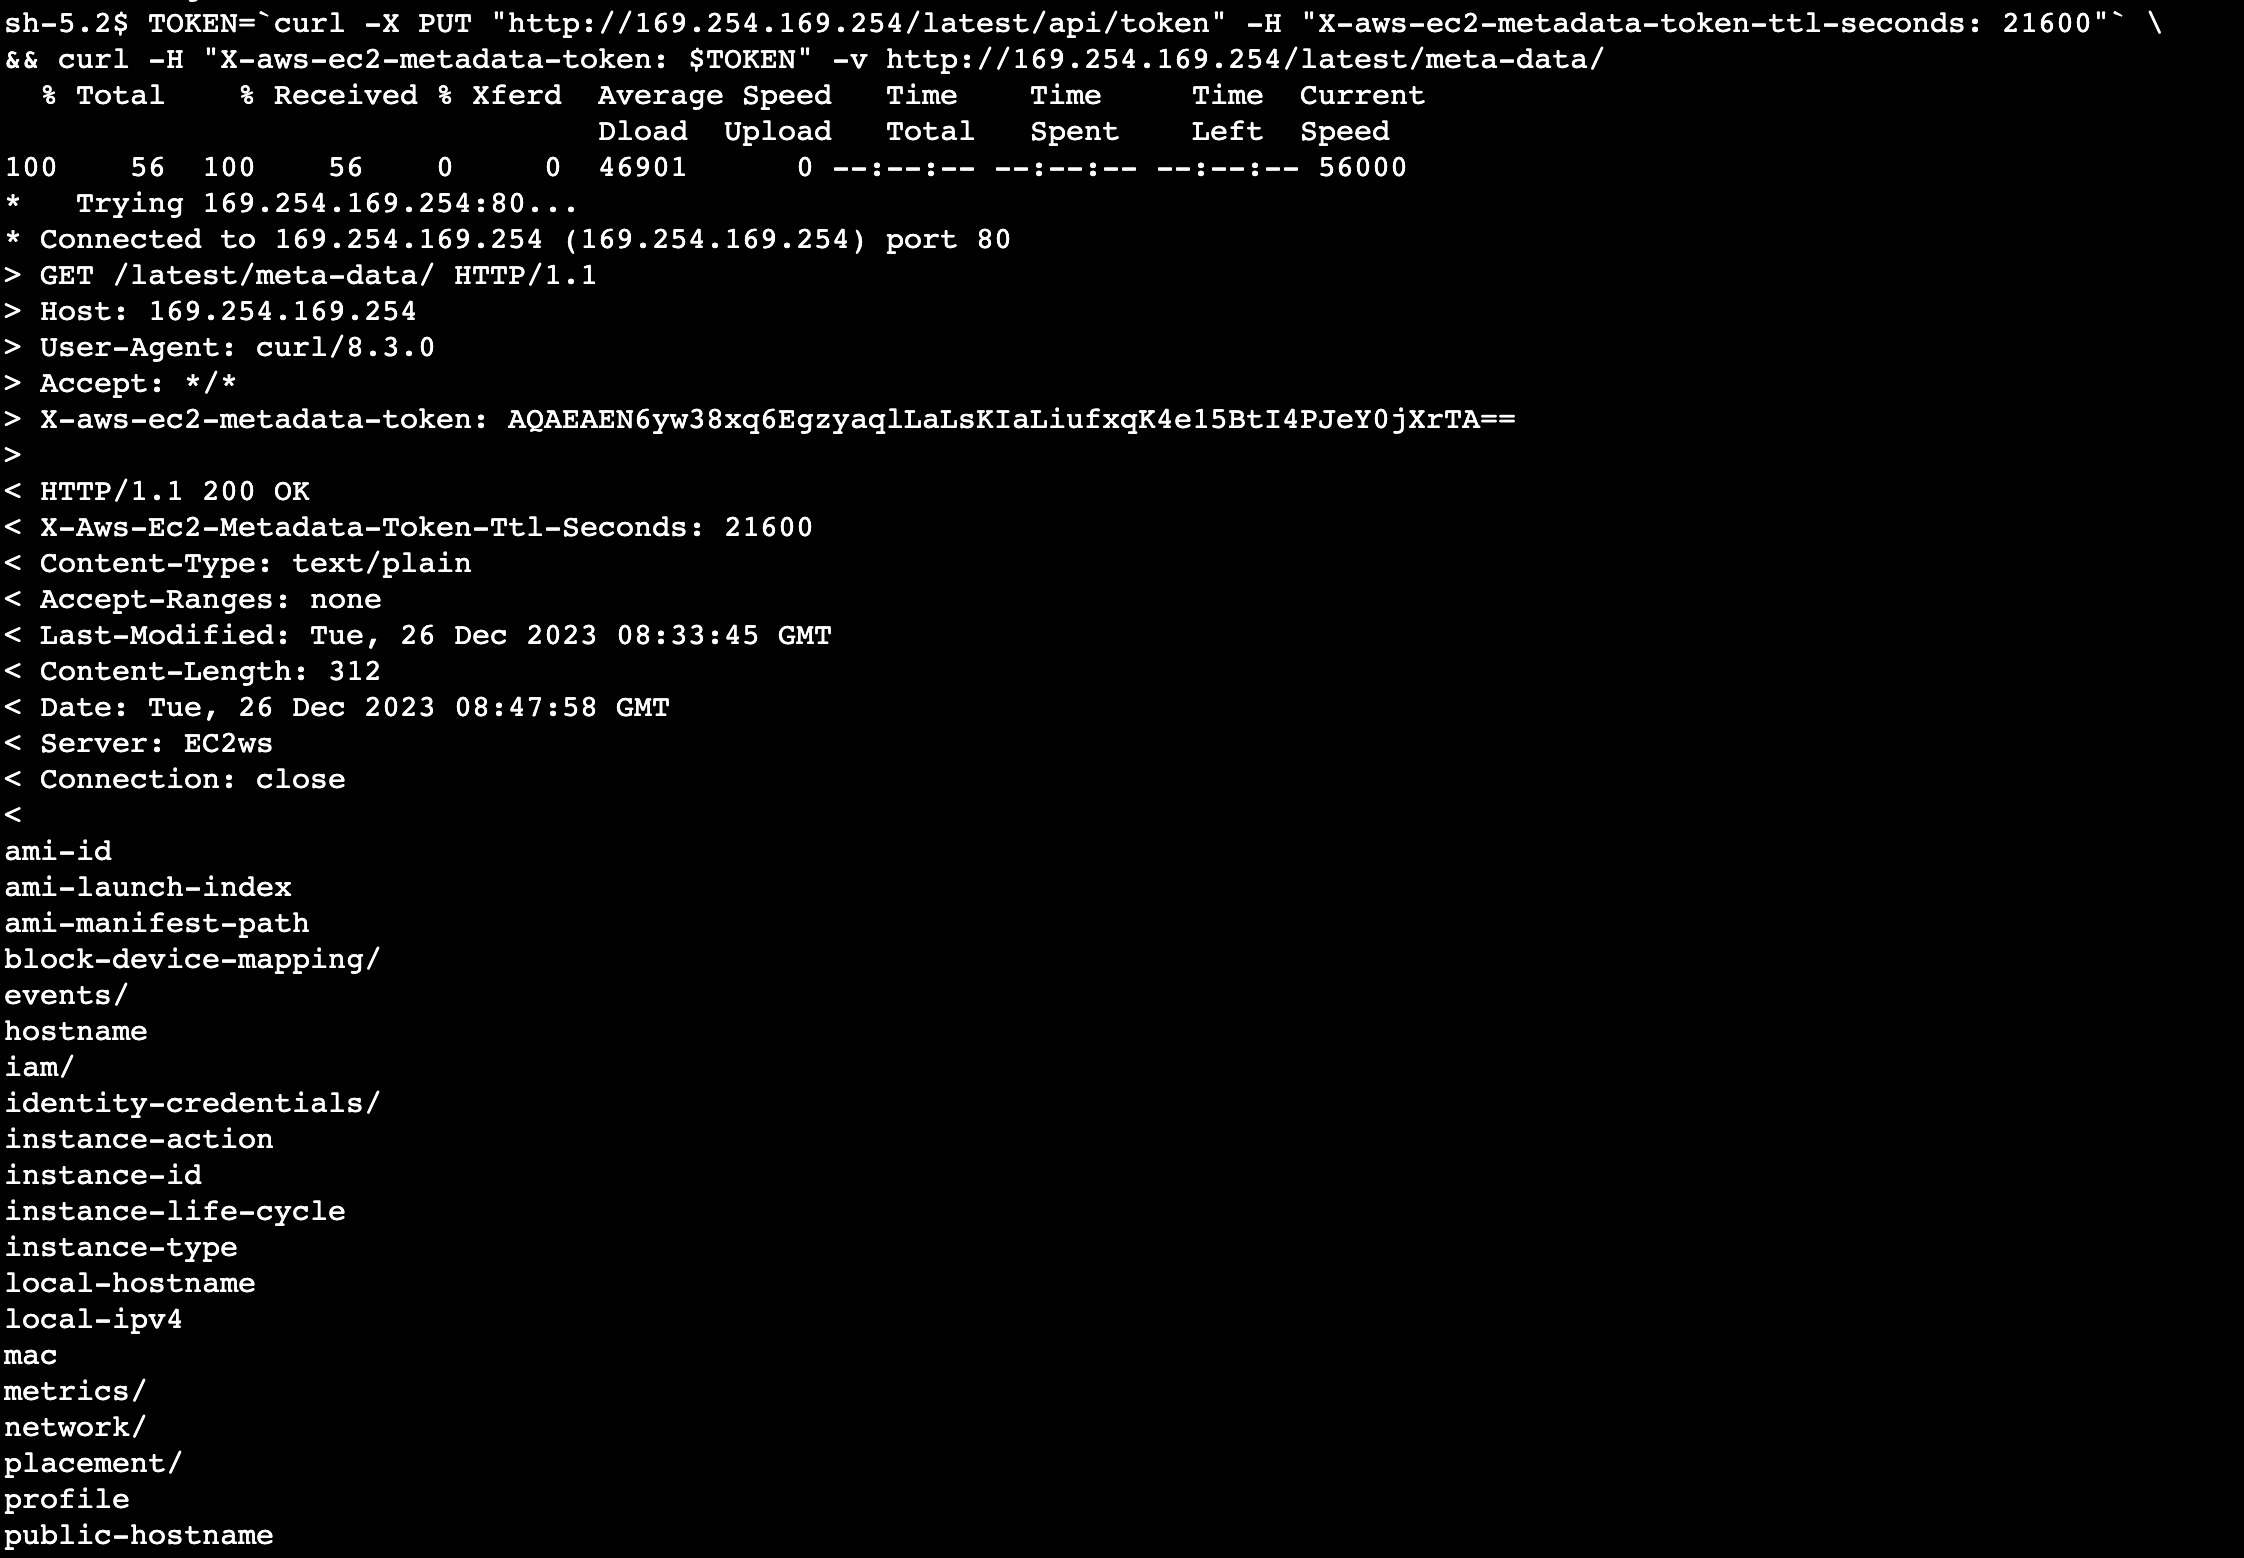 sh-5.2$ TOKEN=`curl -X PUT "http://169.254.169.254/latest/api/token" -H "X-aws-ec2-metadata-token-ttl-seconds: 21600"` \
&& curl -H "X-aws-ec2-metadata-token: $TOKEN" -v http://169.254.169.254/latest/meta-data/
  % Total    % Received % Xferd  Average Speed   Time    Time     Time  Current
                                 Dload  Upload   Total   Spent    Left  Speed
100    56  100    56    0     0  46901      0 --:--:-- --:--:-- --:--:-- 56000
*   Trying 169.254.169.254:80...
* Connected to 169.254.169.254 (169.254.169.254) port 80
> GET /latest/meta-data/ HTTP/1.1
> Host: 169.254.169.254
> User-Agent: curl/8.3.0
> Accept: */*
> X-aws-ec2-metadata-token: AQAEAEN6yw38xq6EgzyaqlLaLsKIaLiufxqK4e15BtI4PJeY0jXrTA==
>
< HTTP/1.1 200 OK
< X-Aws-Ec2-Metadata-Token-Ttl-Seconds: 21600
< Content-Type: text/plain
< Accept-Ranges: none
< Last-Modified: Tue, 26 Dec 2023 08:33:45 GMT
< Content-Length: 312
< Date: Tue, 26 Dec 2023 08:47:58 GMT
< Server: EC2ws
< Connection: close
<
ami-id
ami-launch-index
ami-manifest-path
block-device-mapping/
events/
hostname
iam/
identity-credentials/
instance-action
instance-id
instance-life-cycle
instance-type
local-hostname
local-ipv4
mac
metrics/
network/
placement/
profile
public-hostname